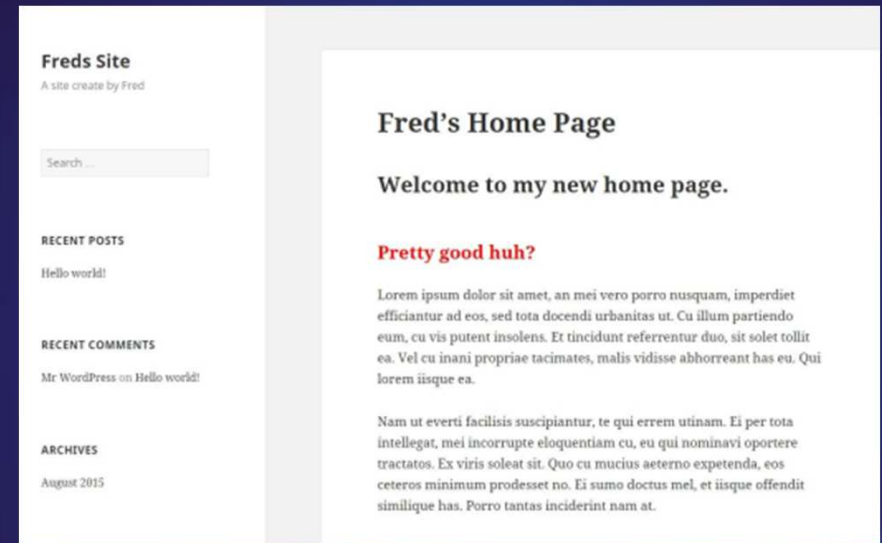 Freds Site
A site create by Fred
Search ...
RECENT POSTS
Hello world!
RECENT COMMENTS
Mr WordPress on Hello world!
ARCHIVES
August 2015
Fred's Home Page
Welcome to my new home page.
Pretty good huh?
Lorem ipsum dolor sit amet, an mei vero porro nusquam, imperdiet
efficiantur ad eos, sed tota docendi urbanitas ut. Cu illum partiendo
eum, cu vis putent insolens. Et tincidunt referrentur duo, sit solet tollit
ea. Vel cu inani propriae tacimates, malis vidisse abhorreant has eu. Qui
lorem iisque ea.
Nam ut everti facilisis suscipiantur, te qui errem utinam. Ei per tota
intellegat, mei incorrupte eloquentiam cu, eu qui nominavi oportere
tractatos. Ex viris soleat sit. Quo cu mucius aeterno expetenda, eos
ceteros minimum prodesset no. Ei sumo doctus mel, et iisque offendit
similique has. Porro tantas inciderint nam at.